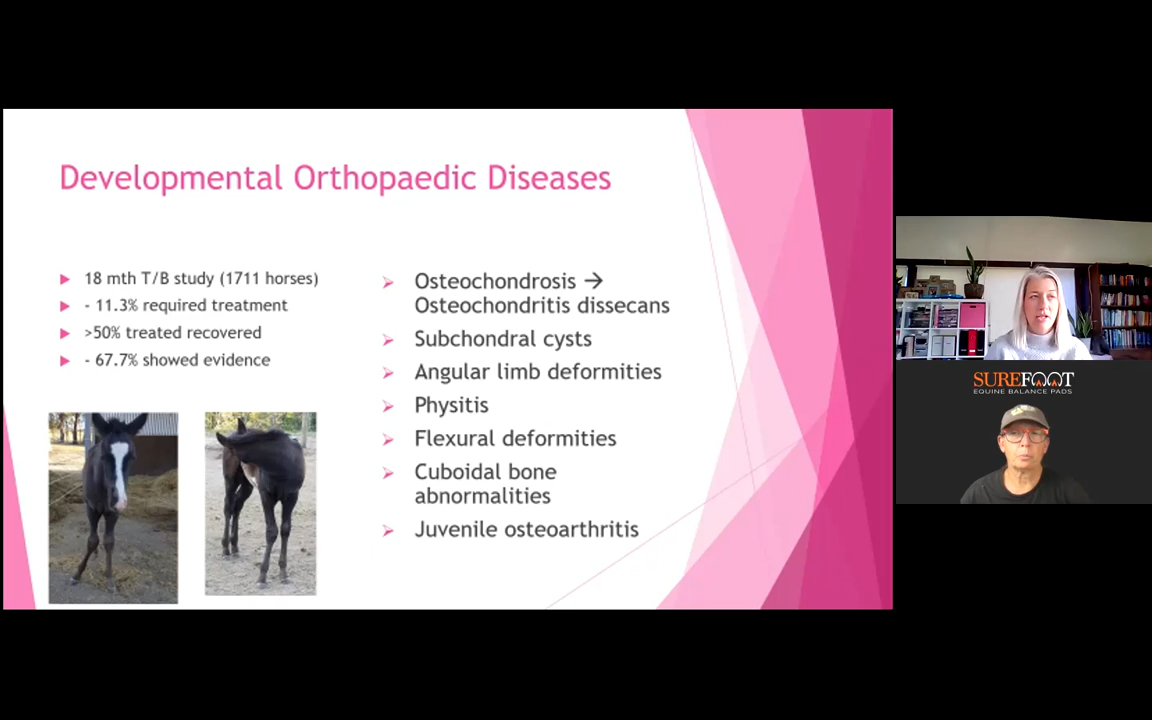 Developmental Orthopaedic Diseases
18 mth T/B study (1711 horses)
- 11.3% required treatment
>50% treated recovered
- 67.7% showed evidence
Osteochondrosis →
Osteochondritis dissecans
Subchondral cysts
Angular limb deformities
Physitis
Flexural deformities
Cuboidal bone
abnormalities
Juvenile osteoarthritis
SUREFOOT
EQUINE BALANCE PADS